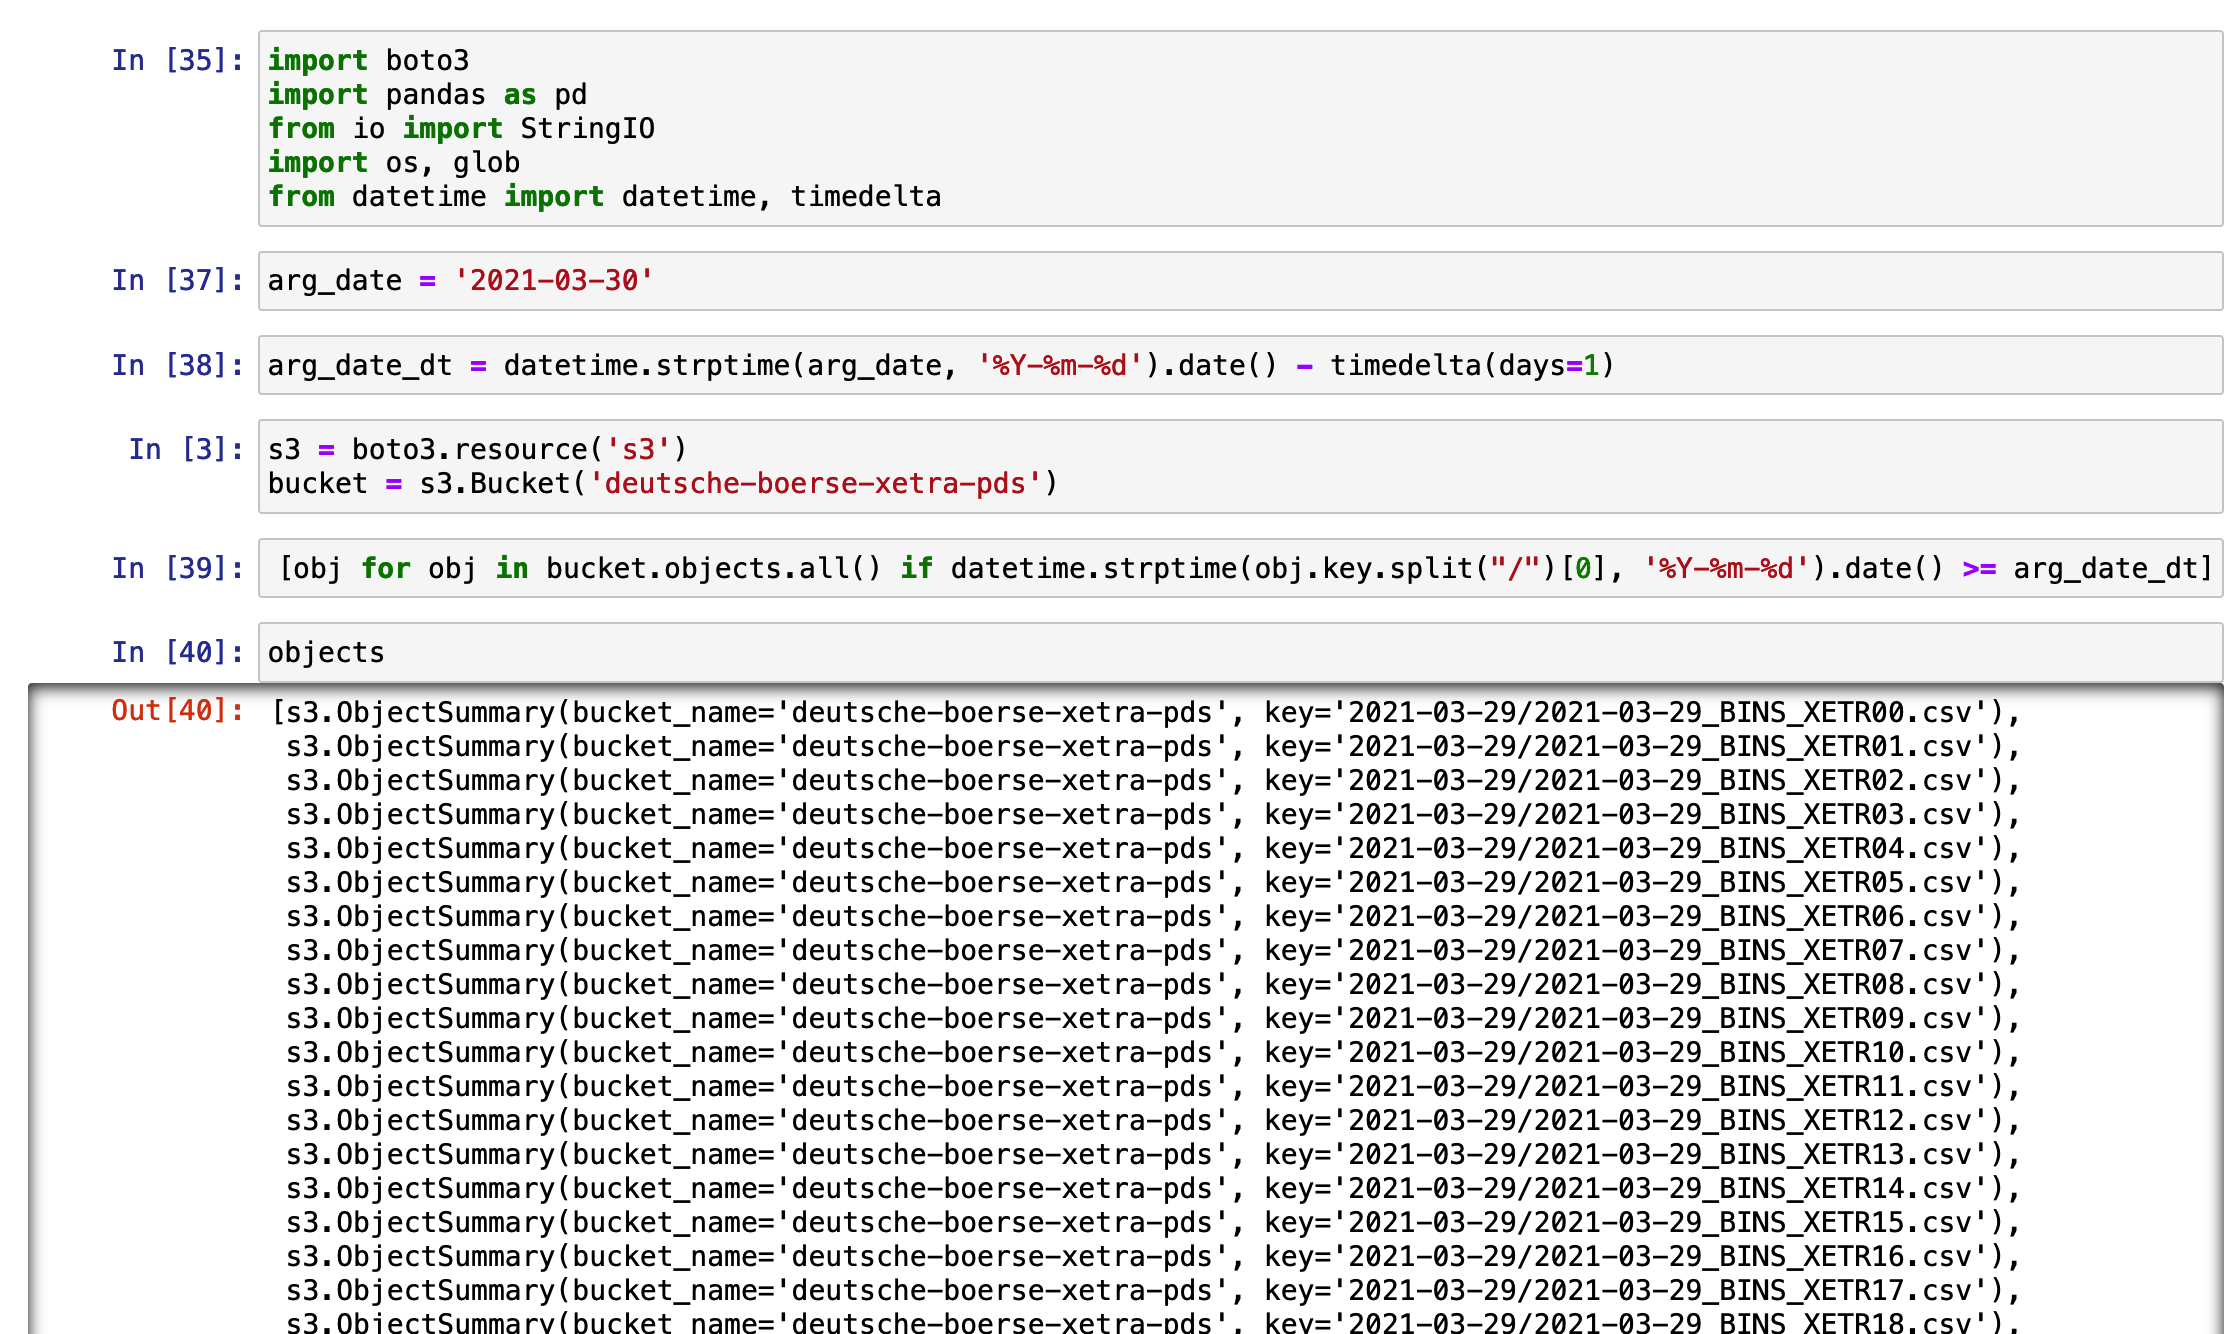 In [35]: import boto3
import pandas as pd
from io import StringIO
import os, glob
from datetime import datetime, timedelta
In [37]: arg_date = '2021-03-30'
In [38]: arg_date_dt = datetime.strptime(arg_date, '%Y-%m-%d').date() - timedelta(days=1)
In [3]: s3 = boto3.resource('s3')
bucket = s3.Bucket('deutsche-boerse-xetra-pds')
In [39]: [obj for obj in bucket.objects.all() if datetime.strptime(obj.key.split("/")[0], '%Y-%m-%d').date() >= arg_date_dt]
In [40]: objects
Out[40]: [s3.ObjectSummary(bucket_name='deutsche-boerse-xetra-pds', key='2021-03-29/2021-03-29_BINS_XETR00.csv'),
s3.ObjectSummary(bucket_name='deutsche-boerse-xetra-pds', key='2021-03-29/2021-03-29_BINS_XETR01.csv'),
s3.ObjectSummary(bucket_name='deutsche-boerse-xetra-pds', key='2021-03-29/2021-03-29_BINS_XETR02.csv'),
s3.ObjectSummary(bucket_name='deutsche-boerse-xetra-pds', key='2021-03-29/2021-03-29_BINS_XETR03.csv'),
s3.ObjectSummary(bucket_name='deutsche-boerse-xetra-pds', key='2021-03-29/2021-03-29_BINS_XETR04.csv'),
s3.ObjectSummary(bucket_name='deutsche-boerse-xetra-pds', key='2021-03-29/2021-03-29_BINS_XETR05.csv'),
s3.ObjectSummary(bucket_name='deutsche-boerse-xetra-pds', key='2021-03-29/2021-03-29_BINS_XETR06.csv'),
s3.ObjectSummary(bucket_name='deutsche-boerse-xetra-pds', key='2021-03-29/2021-03-29_BINS_XETR07.csv'),
s3.ObjectSummary(bucket_name='deutsche-boerse-xetra-pds', key='2021-03-29/2021-03-29_BINS_XETR08.csv'),
s3.ObjectSummary(bucket_name='deutsche-boerse-xetra-pds', key='2021-03-29/2021-03-29_BINS_XETR09.csv'),
s3.ObjectSummary(bucket_name='deutsche-boerse-xetra-pds', key='2021-03-29/2021-03-29_BINS_XETR10.csv'),
s3.ObjectSummary(bucket_name='deutsche-boerse-xetra-pds', key='2021-03-29/2021-03-29_BINS_XETR11.csv'),
s3.ObjectSummary(bucket_name='deutsche-boerse-xetra-pds', key='2021-03-29/2021-03-29_BINS_XETR12.csv'),
s3.ObjectSummary(bucket_name='deutsche-boerse-xetra-pds', key='2021-03-29/2021-03-29_BINS_XETR13.csv'),
s3.ObjectSummary(bucket_name='deutsche-boerse-xetra-pds', key='2021-03-29/2021-03-29_BINS_XETR14.csv'),
s3.ObjectSummary(bucket_name='deutsche-boerse-xetra-pds', key='2021-03-29/2021-03-29_BINS_XETR15.csv'),
s3.ObjectSummary(bucket_name='deutsche-boerse-xetra-pds', key='2021-03-29/2021-03-29_BINS_XETR16.csv'),
s3.ObjectSummary(bucket_name='deutsche-boerse-xetra-pds', key='2021-03-29/2021-03-29_BINS_XETR17.csv'),
s3.ObjectSummary(bucket_name='deutsche-boerse-xetra-pds', key='2021-03-29/2021-03-29_BINS_XETR18.csv'),